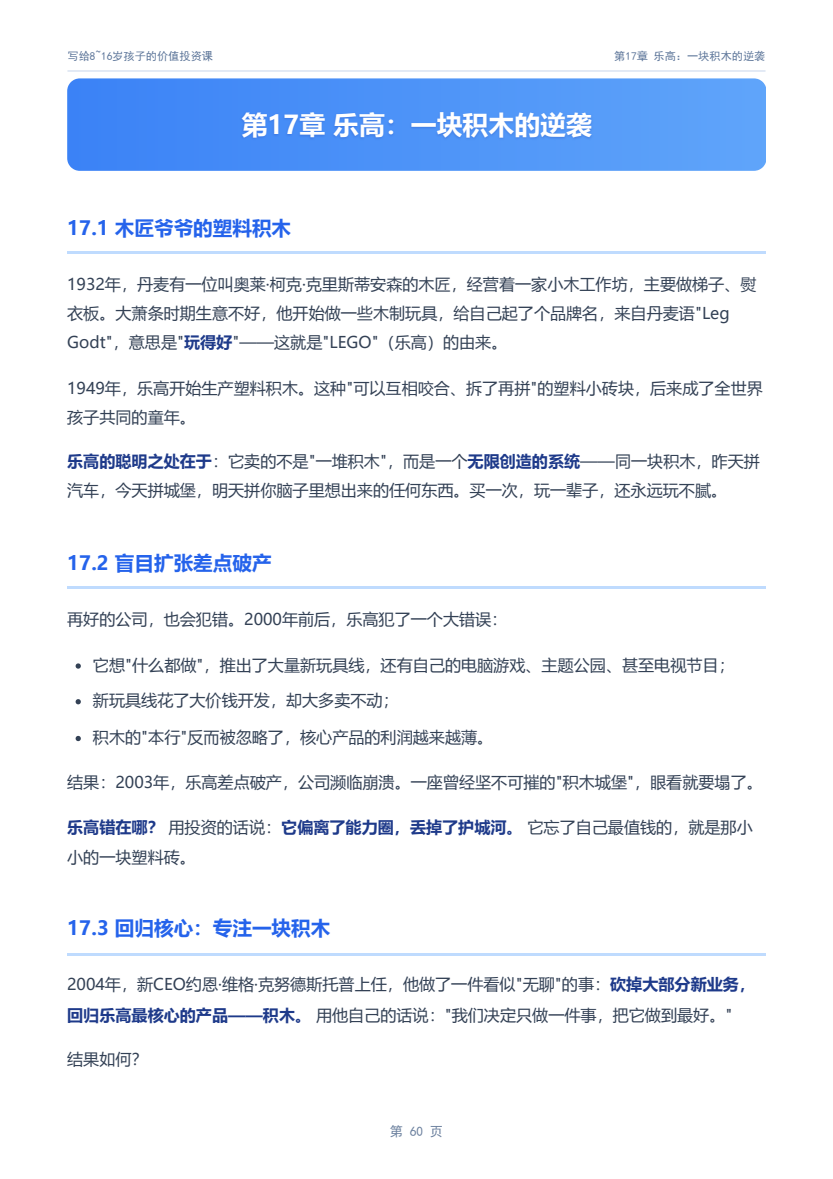 写给8~16岁孩子的价值投资课
第17章 乐高：一块积木的逆袭
第17章 乐高：一块积木的逆袭
17.1 木匠爷爷的塑料积木
1932年，丹麦有一位叫奥莱·柯克·克里斯蒂安森的木匠，经营着一家小木工作坊，主要做梯子、熨
衣板。大萧条时期生意不好，他开始做一些木制玩具，给自己起了个品牌名，来自丹麦语"Leg
Godt"，意思是"玩得好"——这就是"LEGO"（乐高）的由来。
1949年，乐高开始生产塑料积木。这种"可以互相咬合、拆了再拼"的塑料小砖块，后来成了全世界
孩子共同的童年。
乐高的聪明之处在于：它卖的不是"一堆积木"，而是一个无限创造的系统——同一块积木，昨天拼
汽车，今天拼城堡，明天拼你脑子里想出来的任何东西。买一次，玩一辈子，还永远玩不腻。
17.2 盲目扩张差点破产
再好的公司，也会犯错。2000年前后，乐高犯了一个大错误：
• 它想"什么都做"，推出了大量新玩具线，还有自己的电脑游戏、主题公园、甚至电视节目；
• 新玩具线花了大价钱开发，却大多卖不动；
• 积木的"本行"反而被忽略了，核心产品的利润越来越薄。
结果：2003年，乐高差点破产，公司濒临崩溃。一座曾经坚不可摧的"积木城堡"，眼看就要塌了。
乐高错在哪？ 用投资的话说：它偏离了能力圈，丢掉了护城河。 它忘了自己最值钱的，就是那小
小的一块塑料砖。
17.3 回归核心：专注一块积木
2004年，新CEO约恩·维格·克努德斯托普上任，他做了一件看似"无聊"的事：砍掉大部分新业务，
回归乐高最核心的产品——积木。 用他自己的话说："我们决定只做一件事，把它做到最好。"
结果如何？
第 60 页